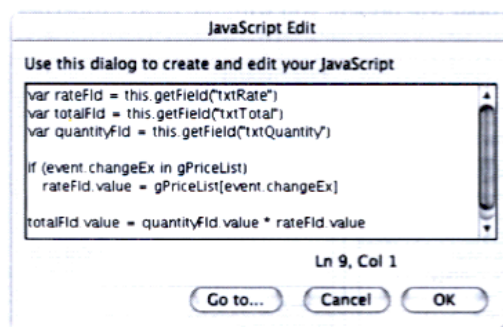 JavaScript Edit
Use this dialog to create and edit your JavaScript
var rateFld = this.getField("txtRate")
var totalFld = this.getField("txtTotal")
var quantityFld = this.getField("txtQuantity")
if (event.changeEx in gPriceList)
rateFld.value = gPriceList[event.changeEx]
totalFld.value = quantityFld.value * rateFld.value
Ln 9, Col 1
Go to... Cancel OK